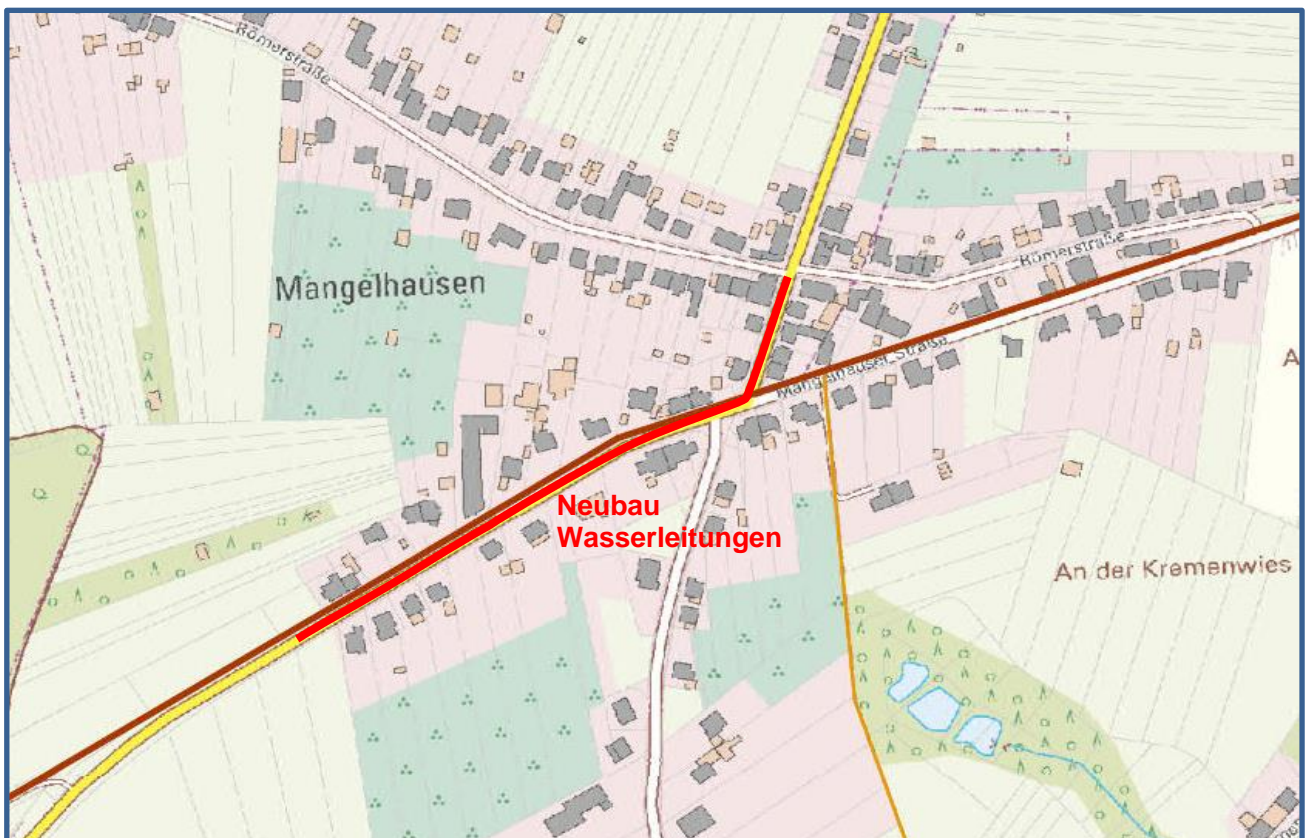 Römerstraße
Mangelhausen
Römerstraße
Mangelhauser Straße
A
Neubau
Wasserleitungen
An der Kremenwies